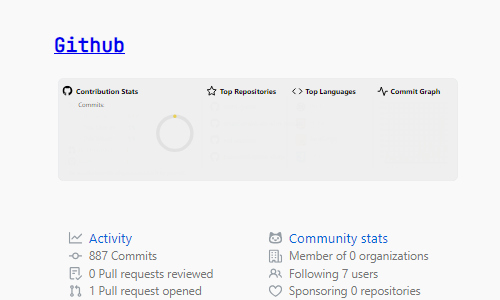 Github
Contribution Stats
Top Repositories
Top Languages
Commit Graph
Commits
Activity
887 Commits
0 Pull requests reviewed
1 Pull request opened
Community stats
Member of 0 organizations
Following 7 users
Sponsoring 0 repositories